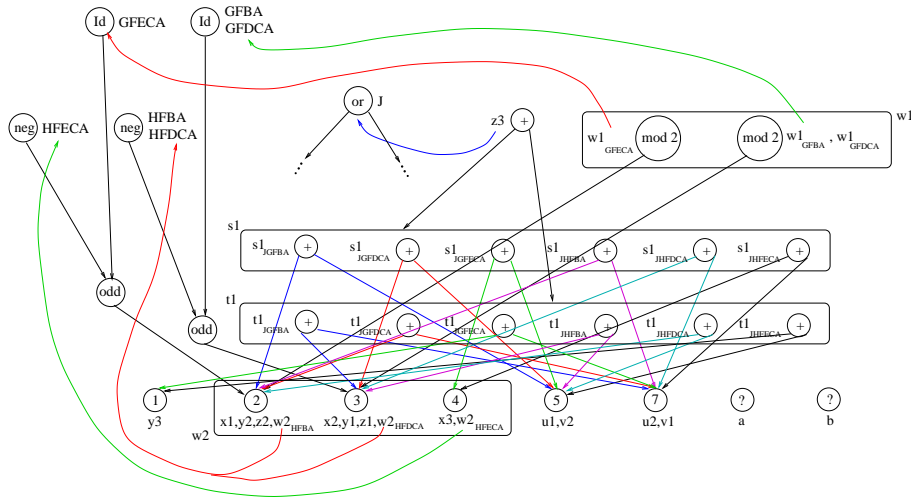 Id GFECA
Id GFBA
GFDCA
or J
neg HFECA
neg HFBA
HFDCA
z3 +
w1
w1 GFECA mod 2
mod 2 w1 GFBA , w1 GFDCA
s1
s1 JGFBA +
s1 JGFDCA +
s1 JGFECA +
s1 JHFBA +
s1 JHFDCA +
s1 JHFECA +
odd
t1
t1 JGFBA +
t1 JGFDCA +
t1 JGFECA +
t1 JHFBA +
t1 JHFDCA +
t1 JHFECA +
odd
1 2 3 4 5 7 ? ?
y3
x1,y2,z2,w2 HFBA
x2,y1,z1,w2 HFDCA
x3,w2 HFECA
u1,v2
u2,v1
a
b
w2